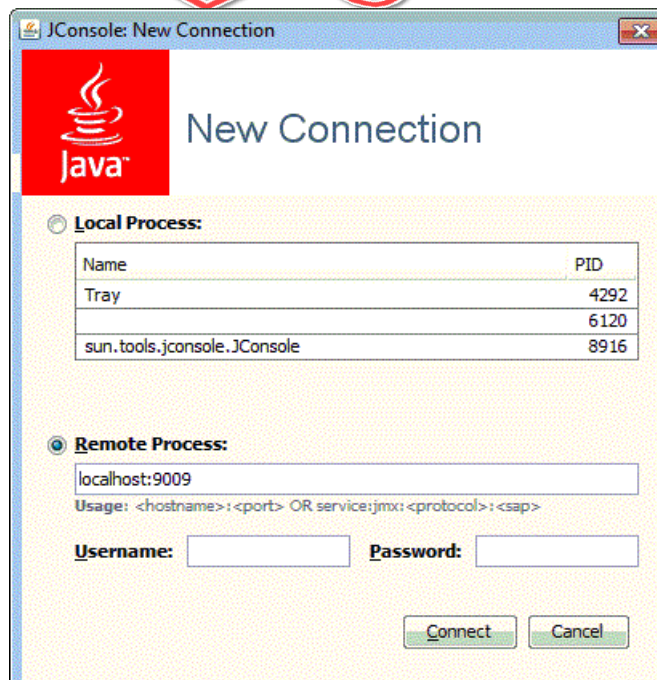 JConsole: New Connection
Java™
New Connection
Local Process:
Name PID
Tray 4292
6120
sun.tools.jconsole.JConsole 8916
Remote Process:
localhost:9009
Usage: <hostname>:<port> OR service:jmx:<protocol>:<sap>
Username: Password:
Connect Cancel